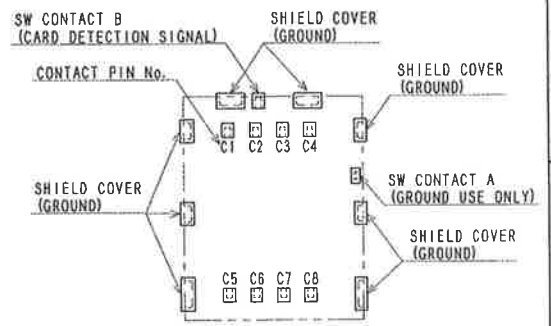 SW CONTACT B
(CARD DETECTION SIGNAL)
SHIELD COVER
(GROUND)
CONTACT PIN No.
SHIELD COVER
(GROUND)
C1 C2 C3 C4
SW CONTACT A
(GROUND USE ONLY)
SHIELD COVER
(GROUND)
SHIELD COVER
(GROUND)
C5 C6 C7 C8